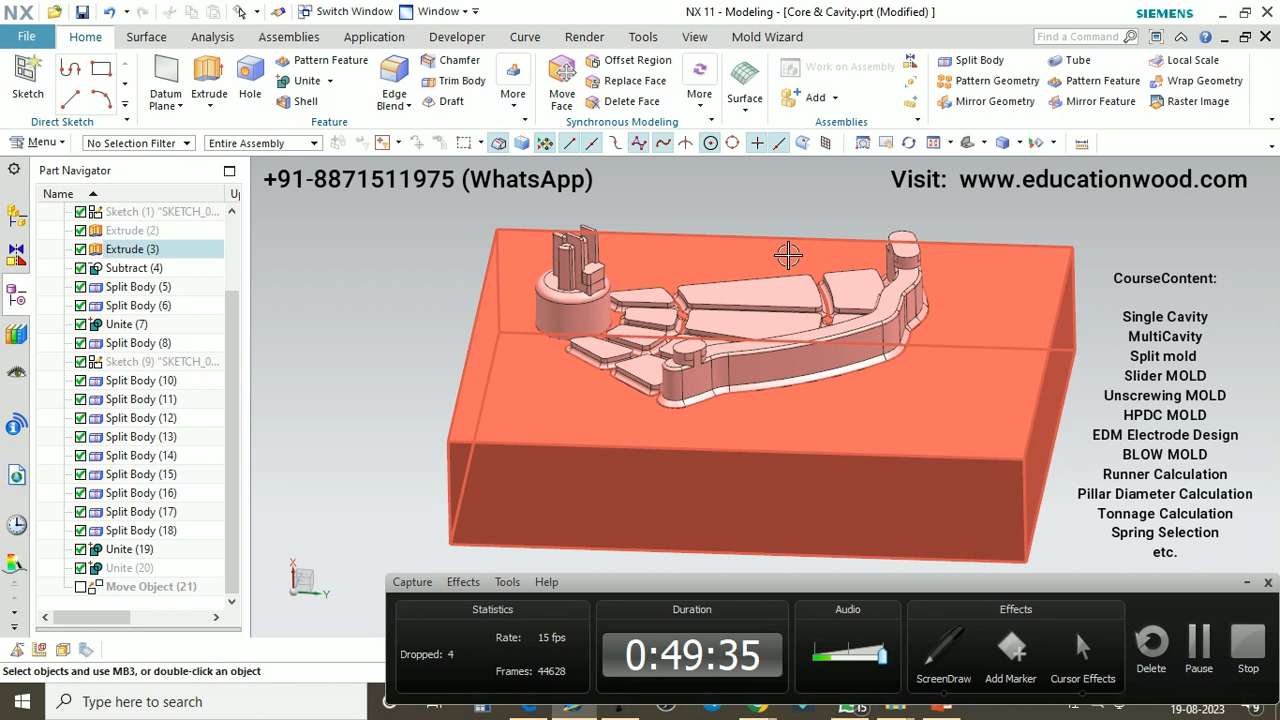 NX
Switch Window
Window
NX 11 - Modeling - [Core & Cavity.prt (Modified) ]
SIEMENS
File
Home
Surface
Analysis
Assemblies
Application
Developer
Curve
Render
Tools
View
Mold Wizard
Find a Command
Sketch
Direct Sketch
Datum Plane
Extrude
Hole
Pattern Feature
Unite
Shell
Edge Blend
Chamfer
Trim Body
Draft
More
Feature
Move Face
Offset Region
Replace Face
Delete Face
More
Synchronous Modeling
Surface
Work on Assembly
Add
Assemblies
Split Body
Pattern Geometry
Mirror Geometry
Tube
Pattern Feature
Mirror Feature
Local Scale
Wrap Geometry
Raster Image
Menu
No Selection Filter
Entire Assembly
Part Navigator
Name
Up
Sketch (1) "SKETCH_0...
Extrude (2)
Extrude (3)
Subtract (4)
Split Body (5)
Split Body (6)
Unite (7)
Split Body (8)
Sketch (9) "SKETCH_0...
Split Body (10)
Split Body (11)
Split Body (12)
Split Body (13)
Split Body (14)
Split Body (15)
Split Body (16)
Split Body (17)
Split Body (18)
Unite (19)
Unite (20)
Move Object (21)
+91-8871511975 (WhatsApp)
Visit: www.educationwood.com
CourseContent:
Single Cavity
MultiCavity
Split mold
Slider MOLD
Unscrewing MOLD
HPDC MOLD
EDM Electrode Design
BLOW MOLD
Runner Calculation
Pillar Diameter Calculation
Tonnage Calculation
Spring Selection
etc.
X
Y
Capture
Effects
Tools
Help
Statistics
Rate: 15 fps
Dropped: 4
Frames: 44628
Duration
0:49:35
Audio
Effects
ScreenDraw
Add Marker
Cursor Effects
Delete
Pause
Stop
Select objects and use MB3, or double-click an object
Type here to search
15
19-08-2023
9